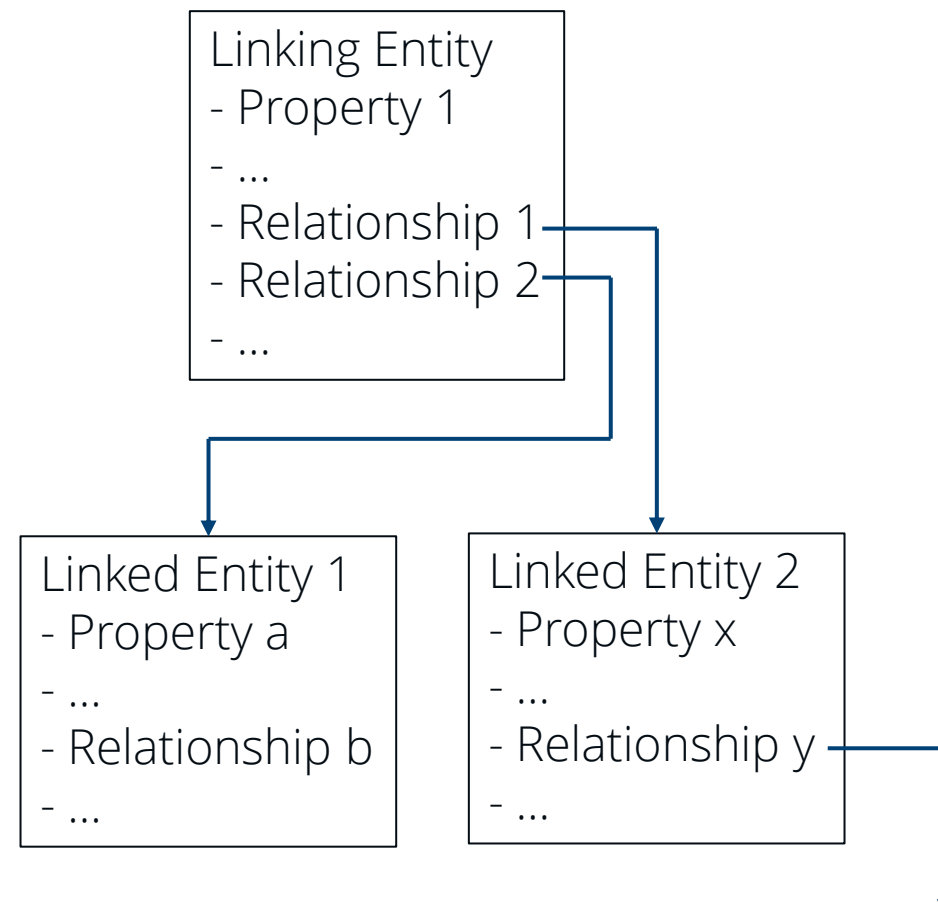 Linking Entity
- Property 1
- ...
- Relationship 1
- Relationship 2
- ...
Linked Entity 1
- Property a
- ...
- Relationship b
- ...
Linked Entity 2
- Property x
- ...
- Relationship y
- ...